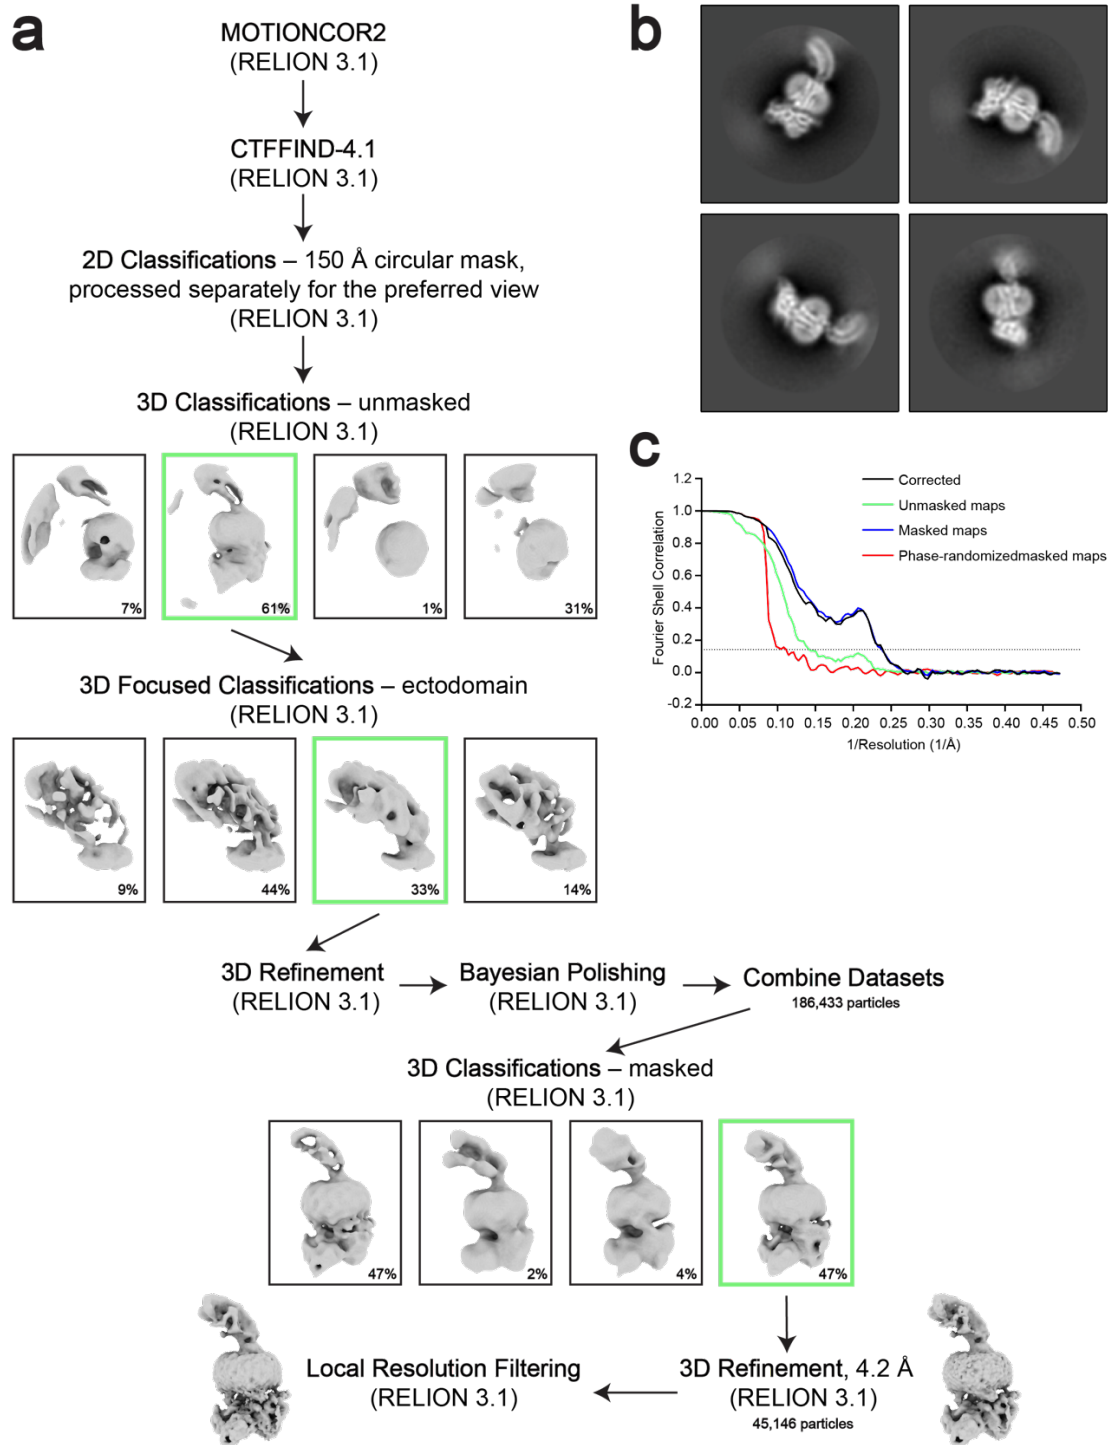 a
MOTIONCOR2
(RELION 3.1)
CTFFIND-4.1
(RELION 3.1)
2D Classifications – 150 Å circular mask,
processed separately for the preferred view
(RELION 3.1)
3D Classifications – unmasked
(RELION 3.1)
7%
61%
1%
31%
3D Focused Classifications – ectodomain
(RELION 3.1)
9%
44%
33%
14%
3D Refinement
(RELION 3.1)
Bayesian Polishing
(RELION 3.1)
Combine Datasets
186,433 particles
3D Classifications – masked
(RELION 3.1)
47%
2%
4%
47%
3D Refinement, 4.2 Å
(RELION 3.1)
45,146 particles
Local Resolution Filtering
(RELION 3.1)
b
c
Fourier Shell Correlation
1.2
1.0
0.8
0.6
0.4
0.2
0.0
-0.2
0.00
0.05
0.10
0.15
0.20
0.25
0.30
0.35
0.40
0.45
0.50
1/Resolution (1/Å)
Corrected
Unmasked maps
Masked maps
Phase-randomizedmasked maps